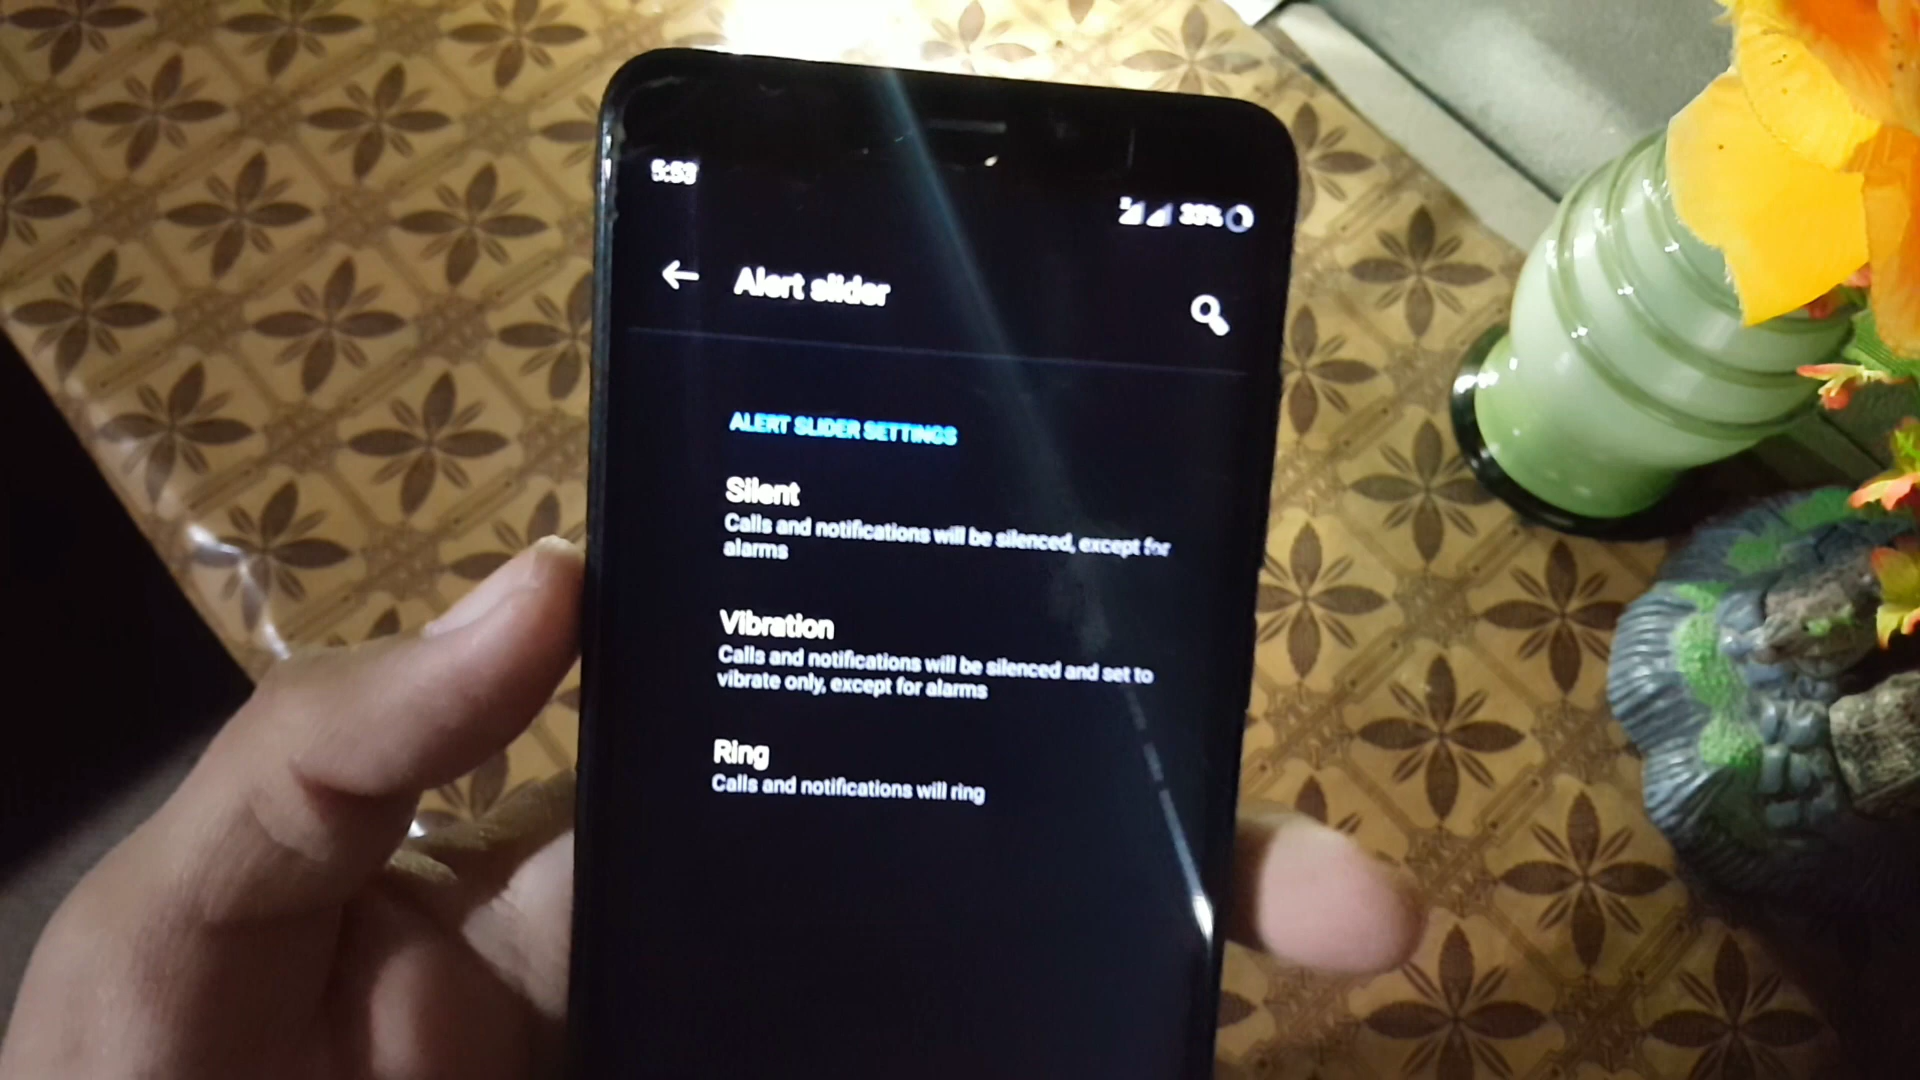 5:53
33%
Alert slider
ALERT SLIDER SETTINGS
Silent
Calls and notifications will be silenced, except for
alarms
Vibration
Calls and notifications will be silenced and set to
vibrate only, except for alarms
Ring
Calls and notifications will ring